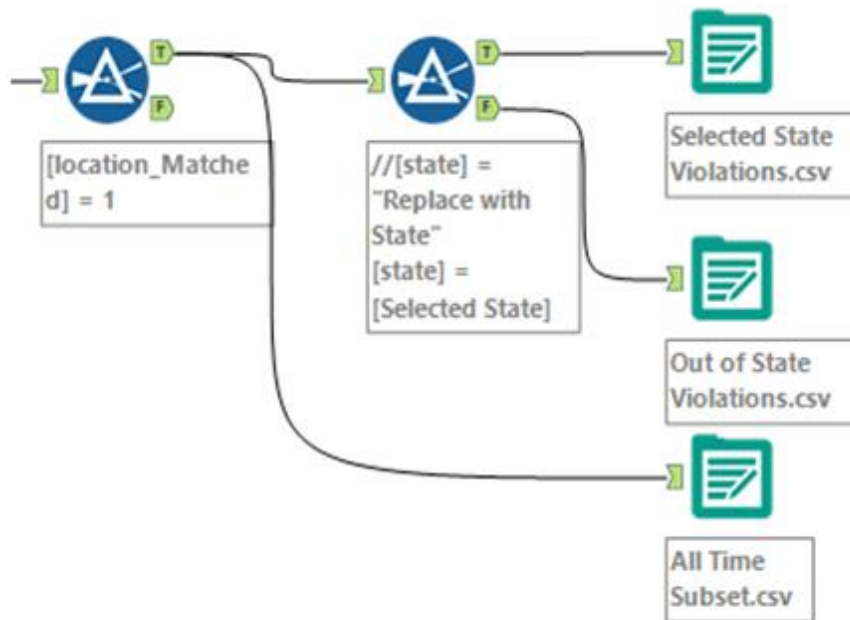 T
F
[location_Matche
d] = 1
T
F
//[state] =
"Replace with
State"
[state] =
[Selected State]
Selected State
Violations.csv
Out of State
Violations.csv
All Time
Subset.csv